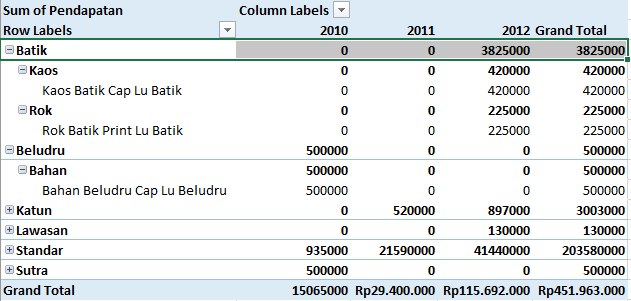 Sum of Pendapatan Column Labels
Row Labels 2010 2011 2012 Grand Total
Batik 0 0 3825000 3825000
Kaos 0 0 420000 420000
Kaos Batik Cap Lu Batik 0 0 420000 420000
Rok 0 0 225000 225000
Rok Batik Print Lu Batik 0 0 225000 225000
Beludru 500000 0 0 500000
Bahan 500000 0 0 500000
Bahan Beludru Cap Lu Beludru 500000 0 0 500000
Katun 0 520000 897000 3003000
Lawasan 0 0 130000 130000
Standar 935000 21590000 41440000 203580000
Sutra 500000 0 0 500000
Grand Total 15065000 Rp29.400.000 Rp115.692.000 Rp451.963.000